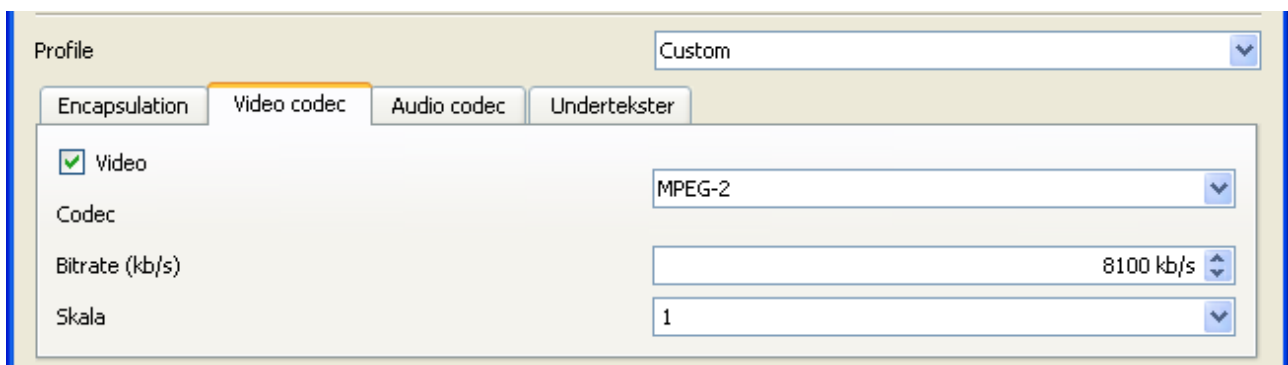 Profile Custom
Encapsulation Video codec Audio codec Undertekster
Video
MPEG-2
Codec
Bitrate (kb/s) 8100 kb/s
Skala 1